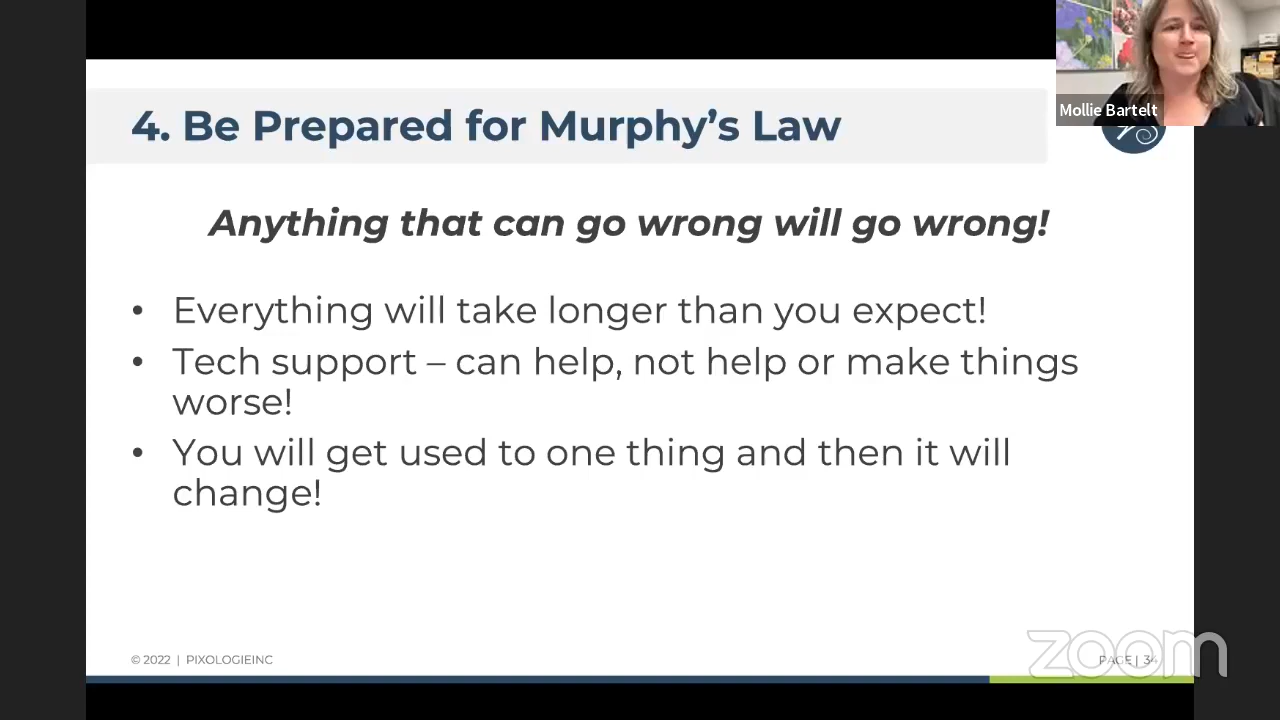 4. Be Prepared for Murphy’s Law
Mollie Bartelt
Anything that can go wrong will go wrong!
• Everything will take longer than you expect!
• Tech support – can help, not help or make things
worse!
• You will get used to one thing and then it will
change!
© 2022 | PIXOLOGIEINC
PAGE | 34
zoom